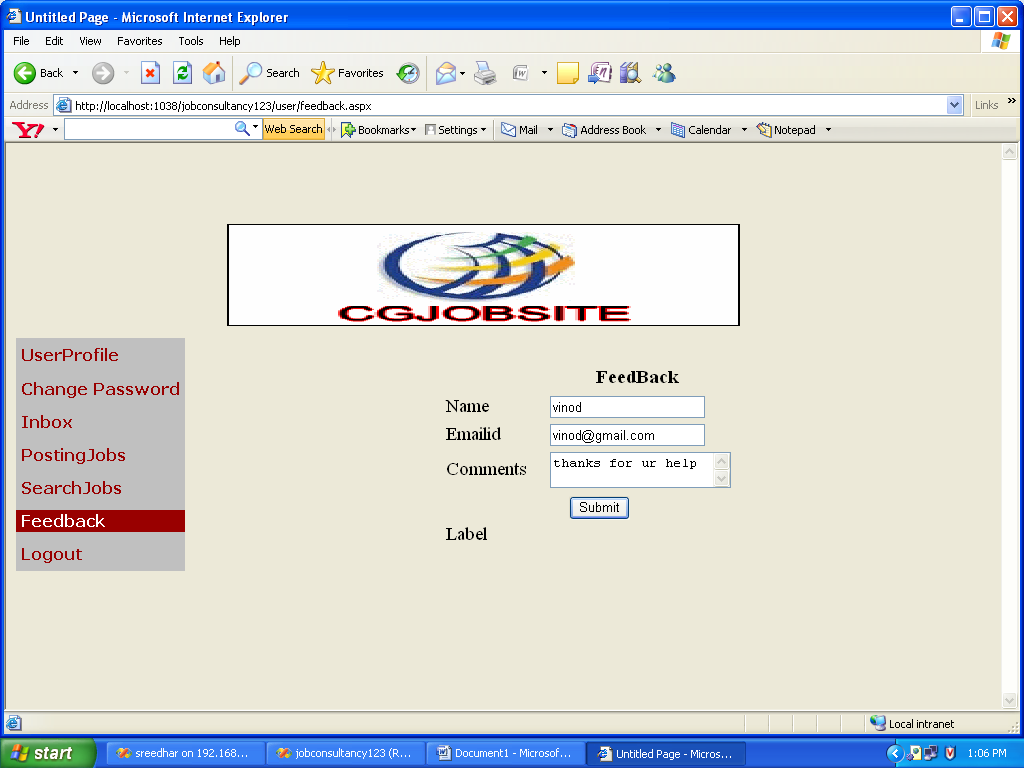 Untitled Page - Microsoft Internet Explorer
File Edit View Favorites Tools Help
Back Search Favorites
Address http://localhost:1038/jobconsultancy123/user/feedback.aspx Links »
Y! Web Search Bookmarks Settings Mail Address Book Calendar Notepad
CGJOBSITE
UserProfile
Change Password
Inbox
PostingJobs
SearchJobs
Feedback
Logout
FeedBack
Name vinod
Emailid vinod@gmail.com
Comments thanks for ur help
Submit
Label
Local intranet
start sreedhar on 192.168... jobconsultancy123 (R... Document1 - Microsof... Untitled Page - Micros... 1:06 PM